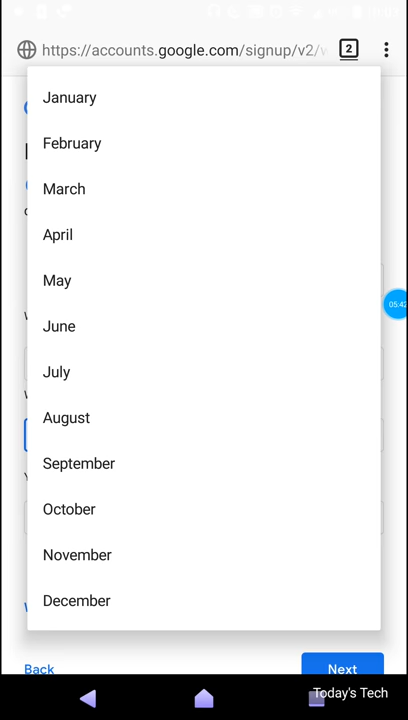 https://accounts.google.com/signup/v2/w
2
January
February
March
April
May
June
July
August
September
October
November
December
05:42
Back
Next
Today's Tech